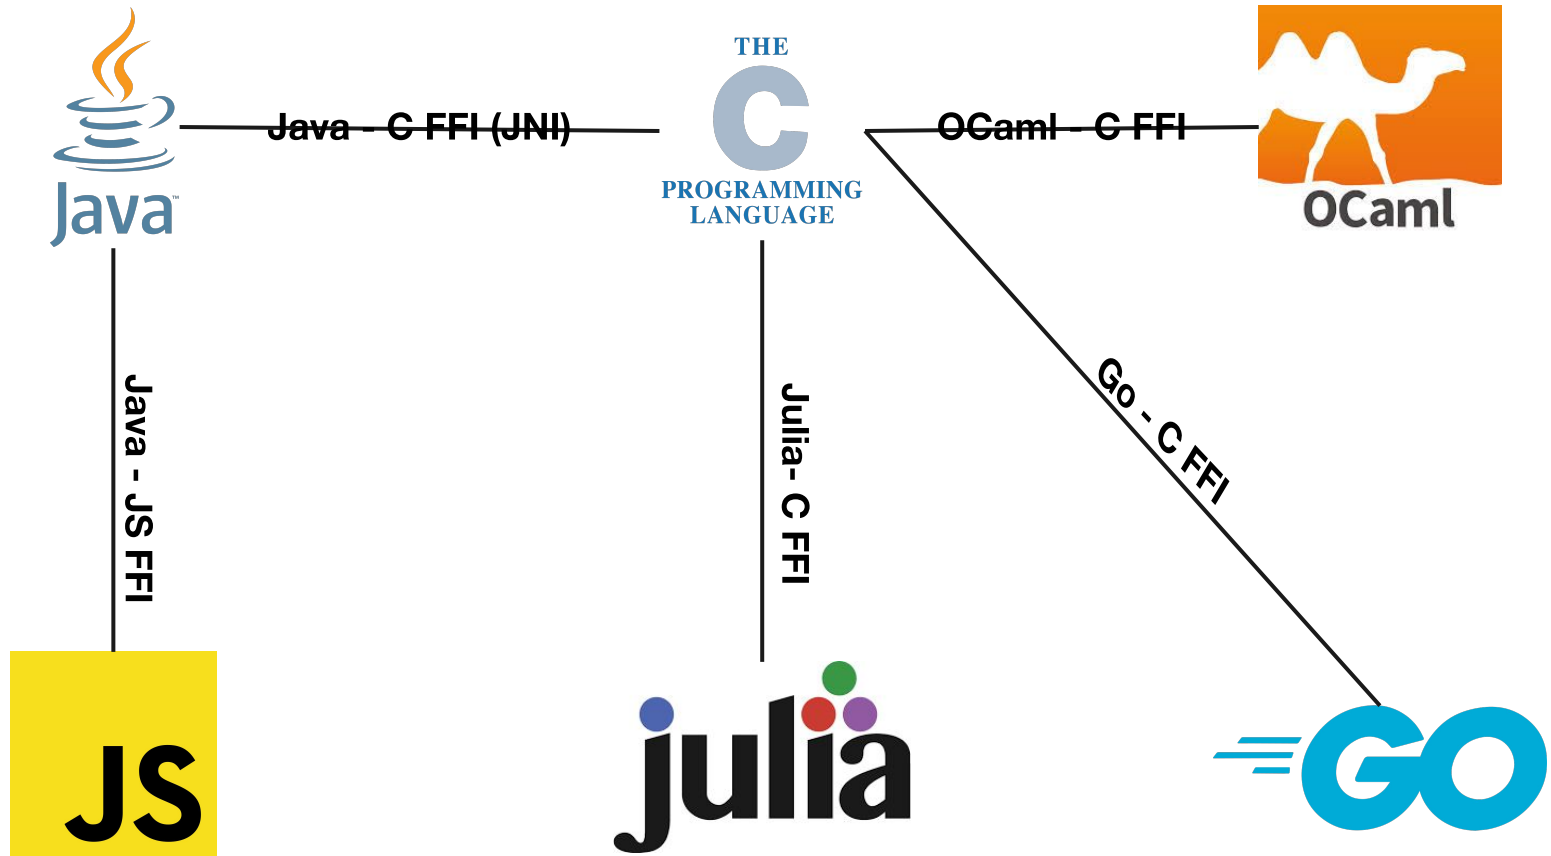 Java™
Java - C FFI (JNI)
THE
C
PROGRAMMING
LANGUAGE
OCaml - C FFI
OCaml
Java - JS FFI
Julia- C FFI
Go - C FFI
JS
julia
GO